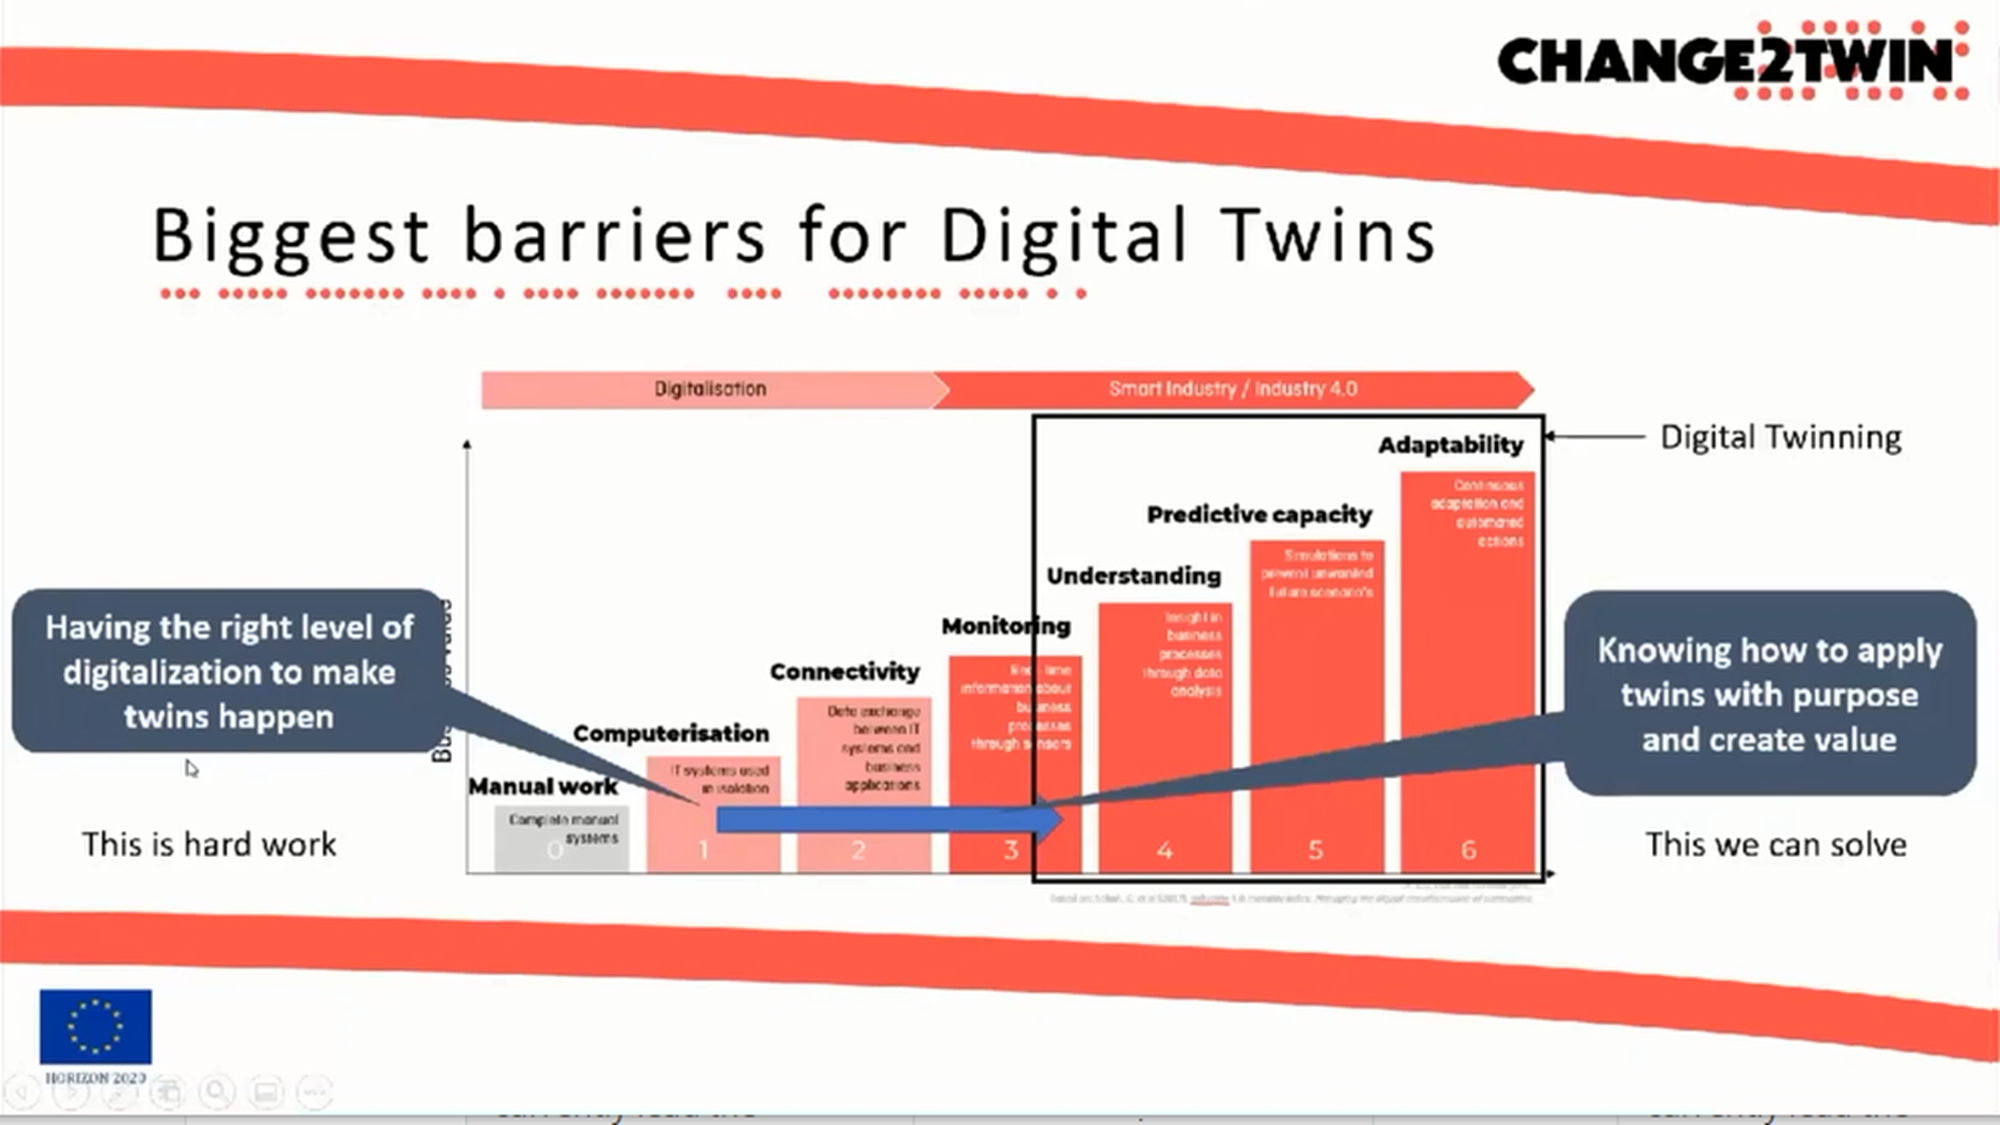 CHANGE2TWIN
Biggest barriers for Digital Twins
Digitalisation
Smart Industry / Industry 4.0
Digital Twinning
Adaptability
Continuous
adaptation and
automated
actions
Predictive capacity
Simulations to
prevent unwanted
future scenario's
Understanding
Insight in
business
processes
through data
analysis
Monitoring
Real-time
information about
business
processes
through sensors
Connectivity
Data exchange
between IT
systems and
business
applications
Computerisation
IT systems used
in isolation
Manual work
Complete manual
systems
0
1
2
3
4
5
6
Having the right level of
digitalization to make
twins happen
This is hard work
Knowing how to apply
twins with purpose
and create value
This we can solve
HORIZON 2020